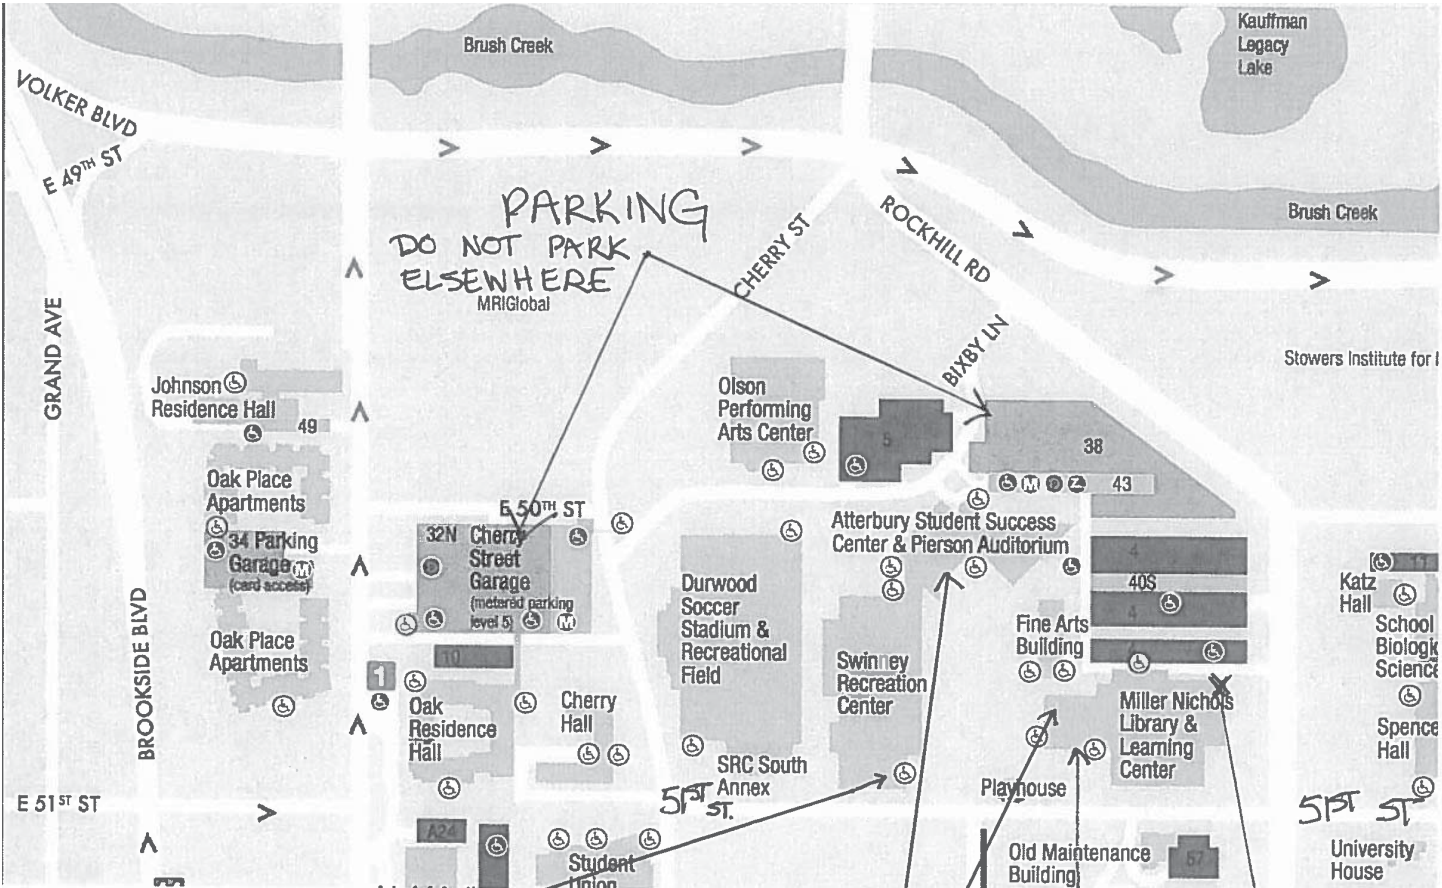 Kauffman
Legacy
Lake
Brush Creek
VOLKER BLVD
E 49TH ST
Brush Creek
PARKING
DO NOT PARK
ELSEWHERE
MRIGlobal
CHERRY ST
ROCKHILL RD
BIXBY LN
GRAND AVE
Stowers Institute for
Johnson
Residence Hall
49
Olson
Performing
Arts Center
5
38
43
M
D
Z
Oak Place
Apartments
E 50TH ST
34 Parking
Garage
(card access)
M
32N
Cherry
Street
Garage
(metered parking
level 5)
D
M
Atterbury Student Success
Center & Pierson Auditorium
4
40S
4
11
Katz
Hall
School
Biologic
Science
Spence
Hall
Durwood
Soccer
Stadium &
Recreational
Field
Fine Arts
Building
Swinney
Recreation
Center
Oak Place
Apartments
BROOKSIDE BLVD
10
1
Oak
Residence
Hall
Cherry
Hall
Miller Nichols
Library &
Learning
Center
SRC South
Annex
Playhouse
51ST
ST.
51ST ST
E 51ST ST
A24
Student
Union
Old Maintenance
Building
57
University
House